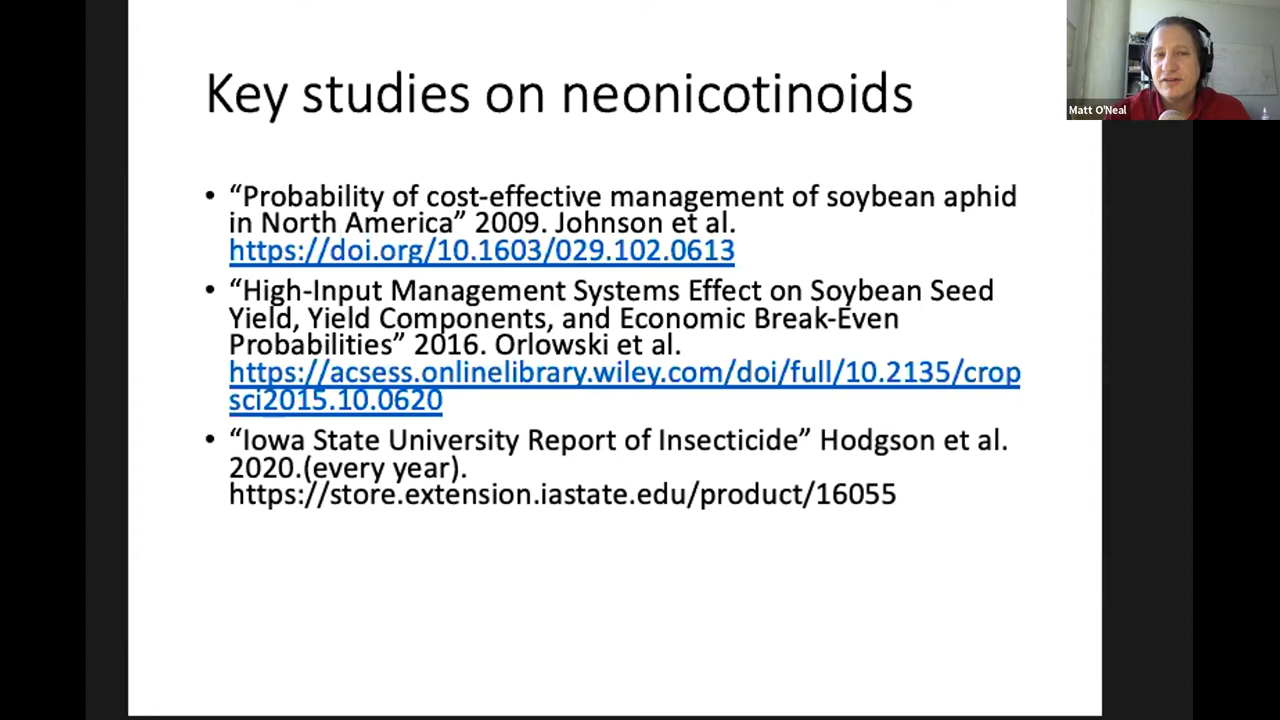 Key studies on neonicotinoids
Matt O'Neal
• “Probability of cost-effective management of soybean aphid
in North America” 2009. Johnson et al.
https://doi.org/10.1603/029.102.0613
• “High-Input Management Systems Effect on Soybean Seed
Yield, Yield Components, and Economic Break-Even
Probabilities” 2016. Orlowski et al.
https://acsess.onlinelibrary.wiley.com/doi/full/10.2135/crop
sci2015.10.0620
• “Iowa State University Report of Insecticide” Hodgson et al.
2020.(every year).
https://store.extension.iastate.edu/product/16055